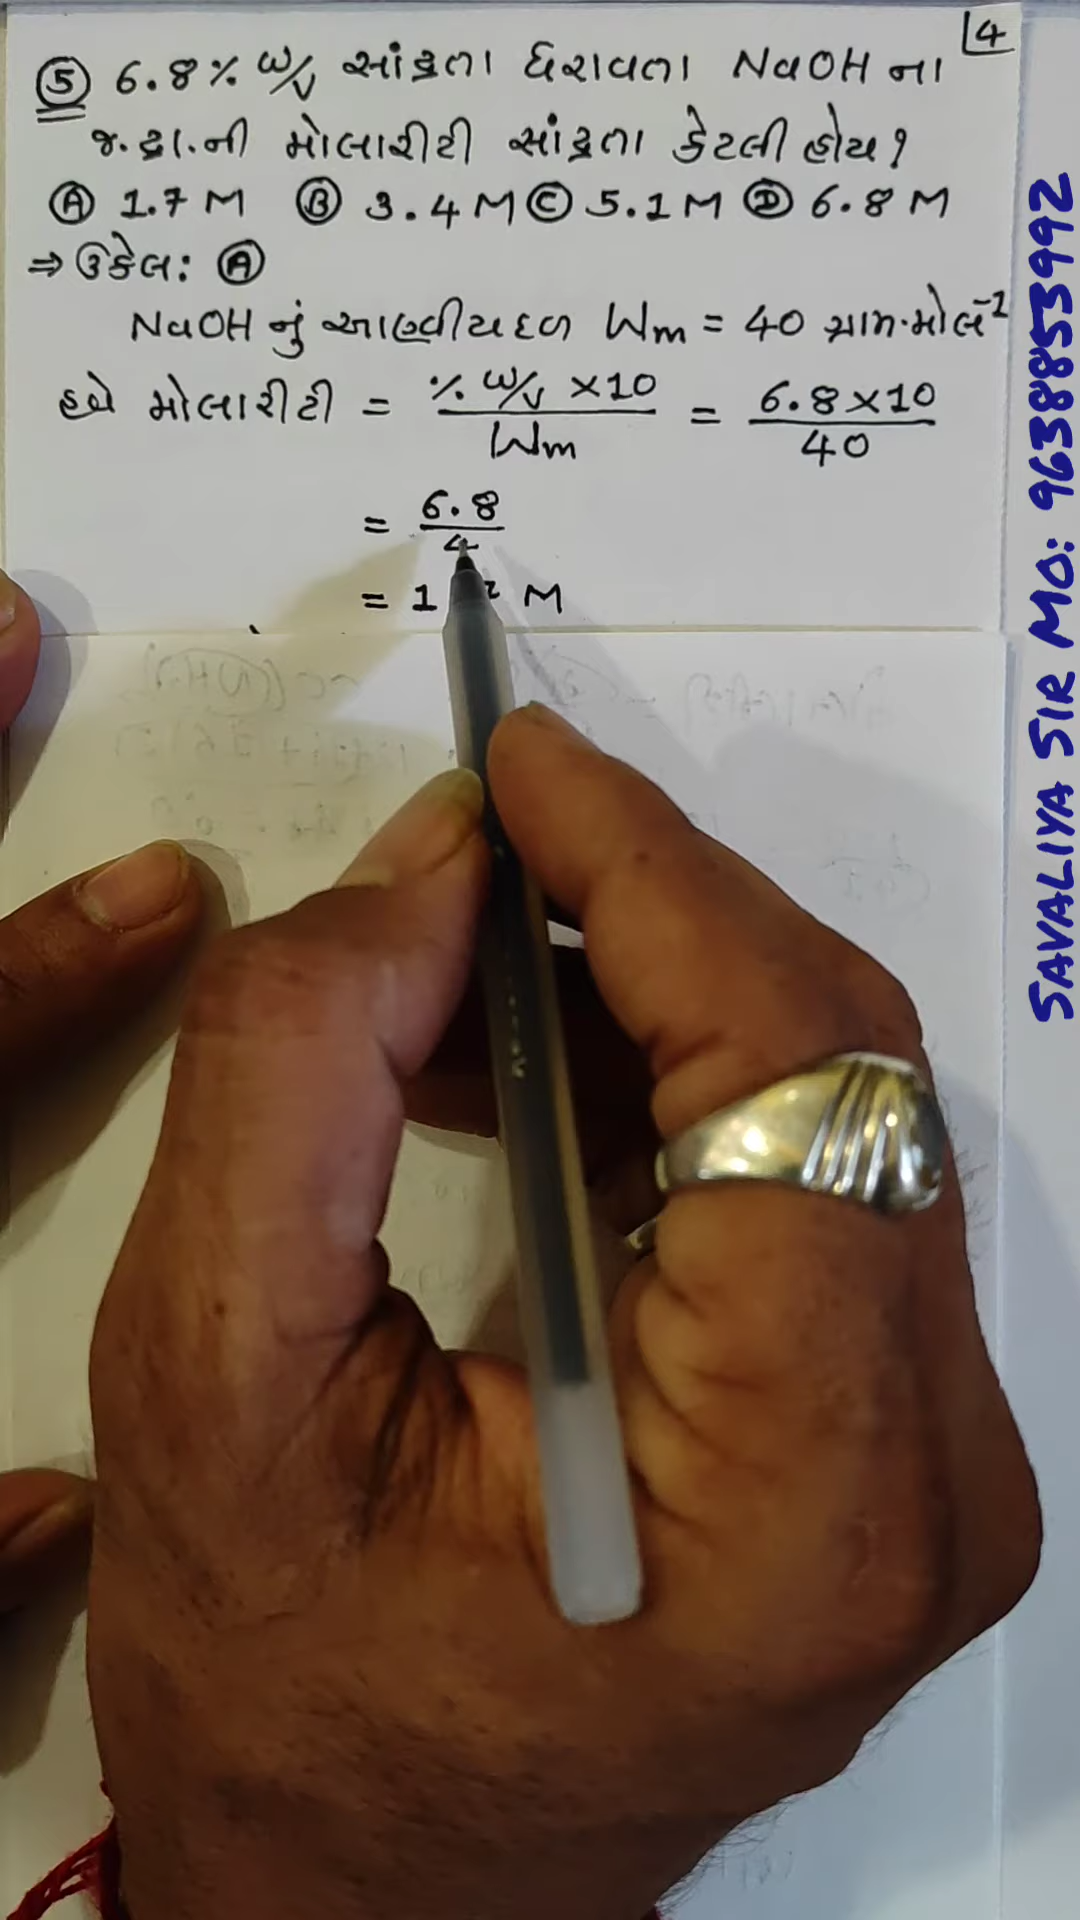 4
⑤ 6.8% w/v સાંદ્રતા ધરાવતા NaOH ના
જ.દ્રા.ની મોલારીટી સાંદ્રતા કેટલી હોય?
Ⓐ 1.7 M Ⓑ 3.4 M Ⓒ 5.1 M Ⓓ 6.8 M
⇒ ઉકેલ: Ⓐ
NaOH નું આણ્વીયદળ Wm = 40 ગ્રામ.મોલ⁻¹
હવે મોલારીટી = % w/v ×10 / Wm = 6.8×10 / 40
= 6.8 / 4
= 1 M
SAVALIYA SIR MO: 9638853992